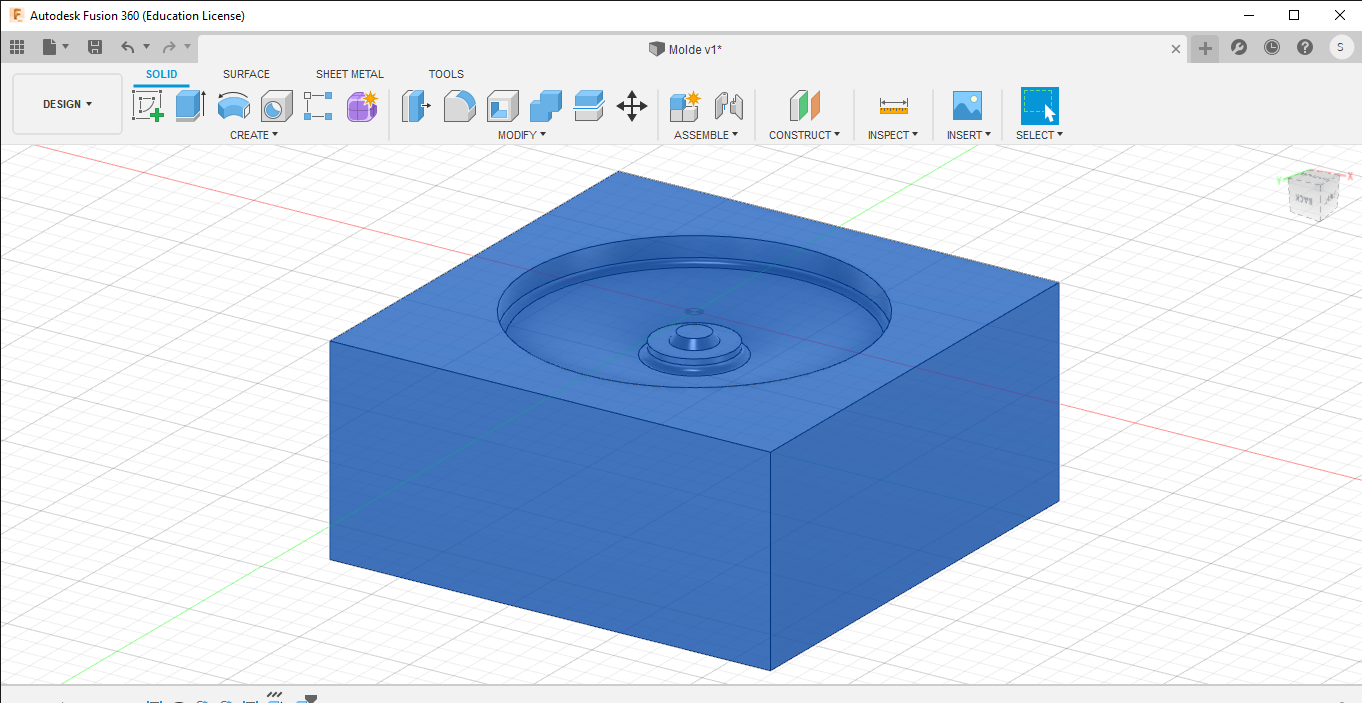 Autodesk Fusion 360 (Education License)
Molde v1*
S
SOLID SURFACE SHEET METAL TOOLS
DESIGN
CREATE MODIFY ASSEMBLE CONSTRUCT INSPECT INSERT SELECT
Y X
BACK